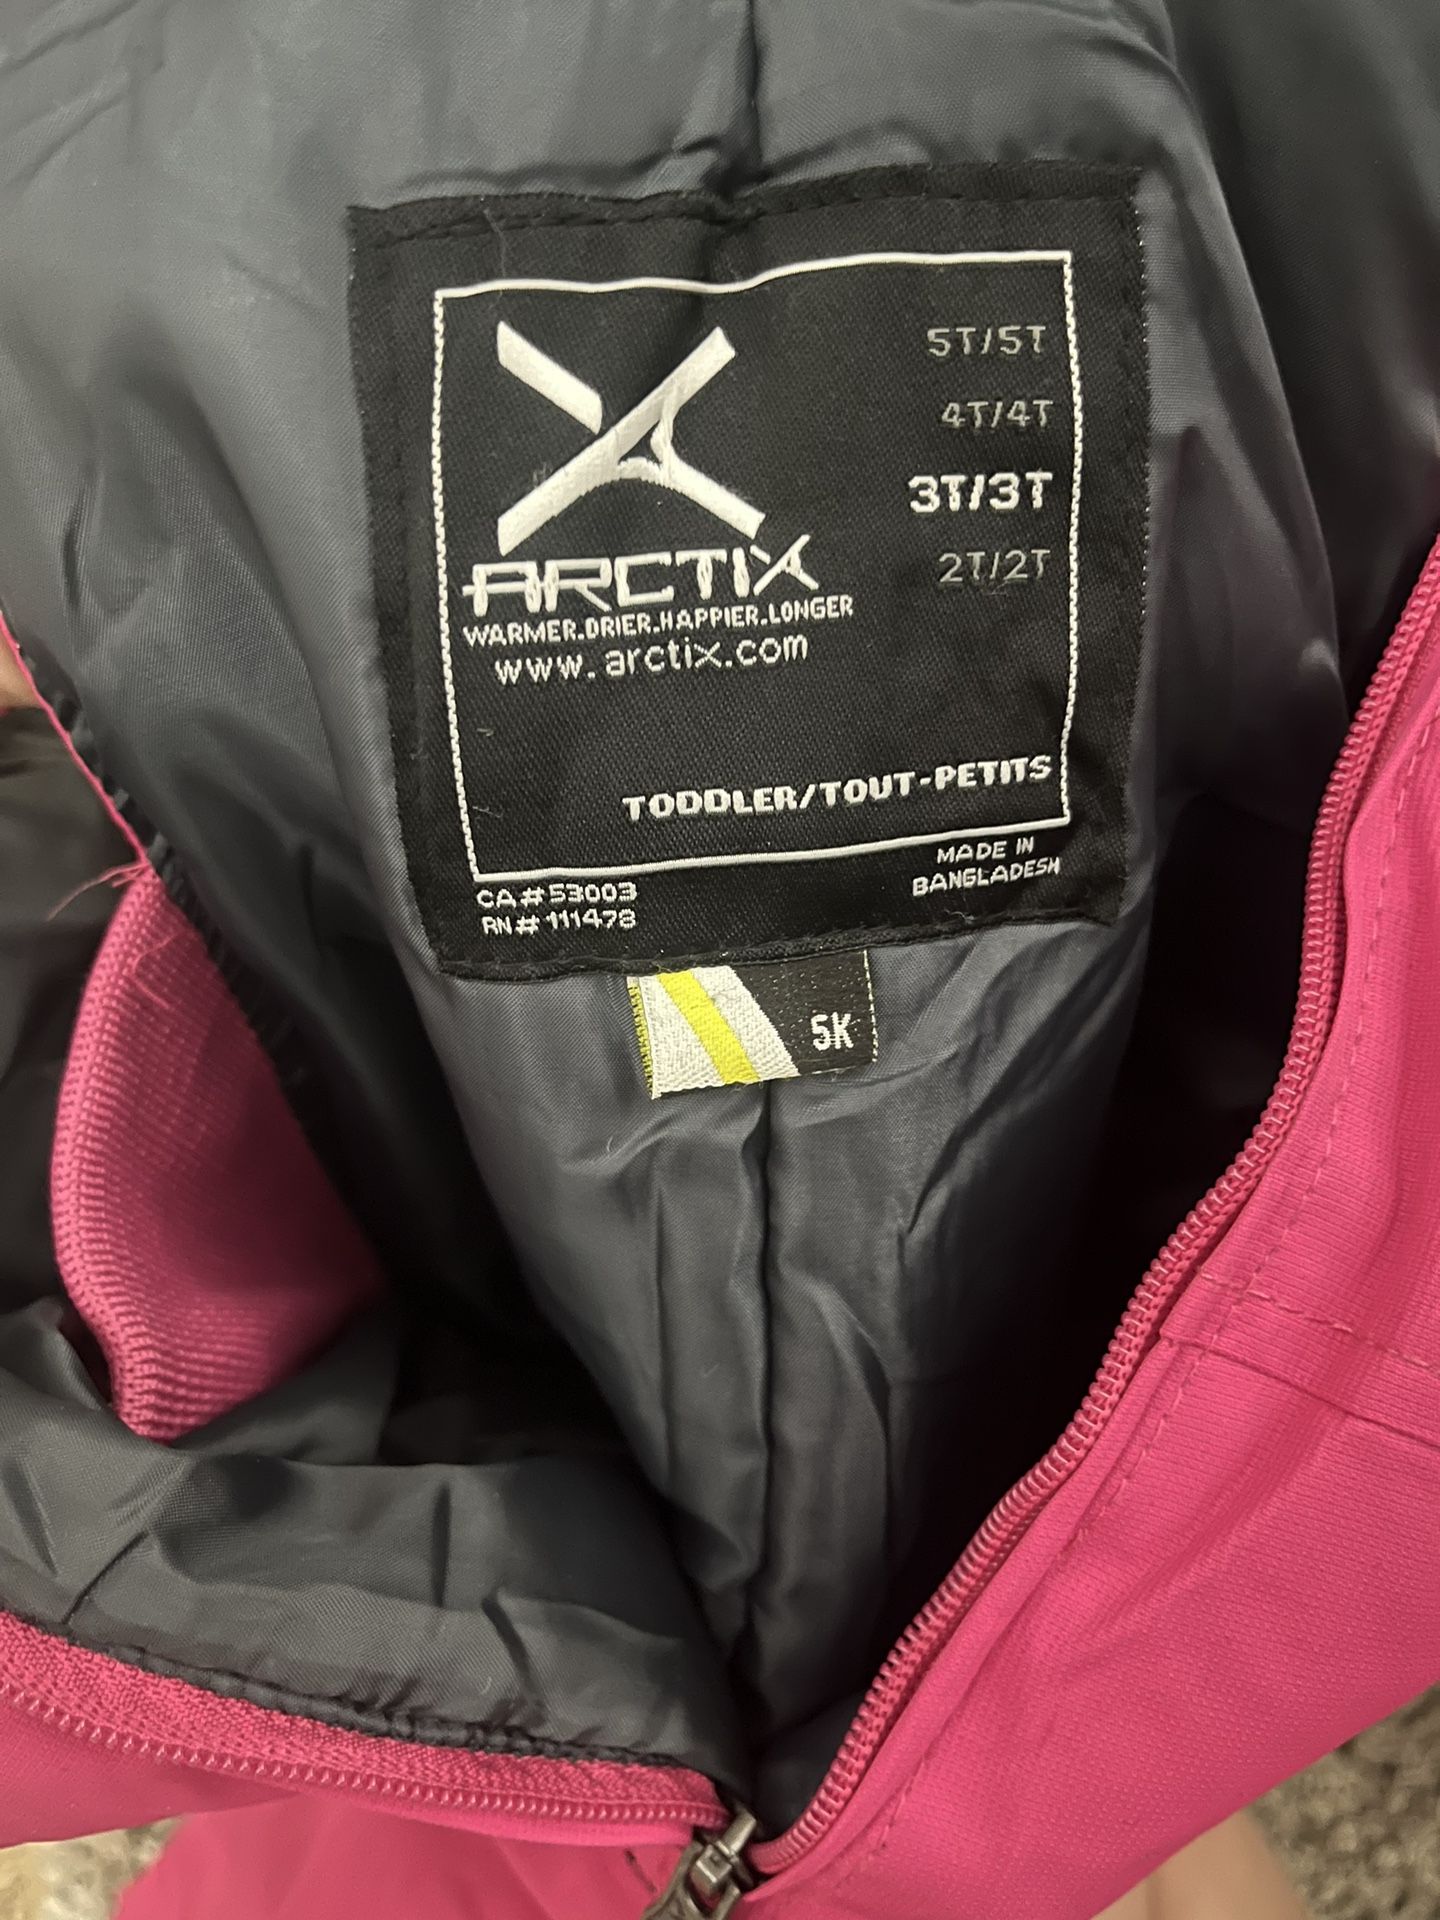 ARCTIX
WARMER.DRIER.HAPPIER.LONGER
www.arctix.com
5T/5T
4T/4T
3T/3T
2T/2T
TODDLER/TOUT-PETITS
CA#53003
RN#111478
MADE IN
BANGLADESH
5K